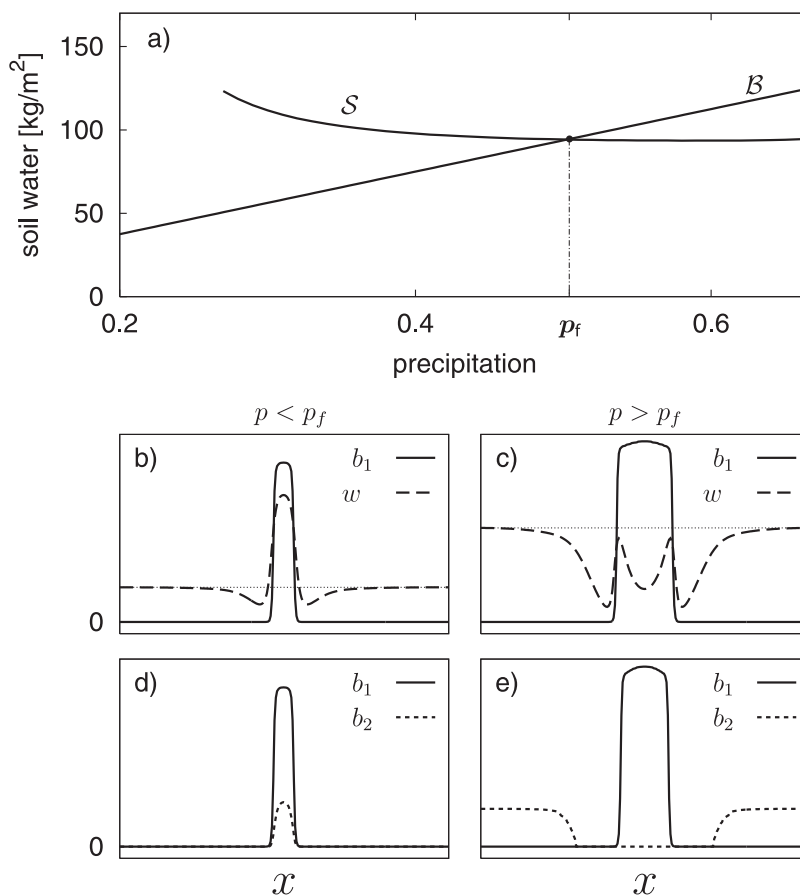 a)
soil water [kg/m²]
150
100
50
0
𝒮
ℬ
0.2 0.4 p_f 0.6
precipitation
p < p_f p > p_f
b) b₁
w
0
c) b₁
w
d) b₁
b₂
0
e) b₁
b₂
x x